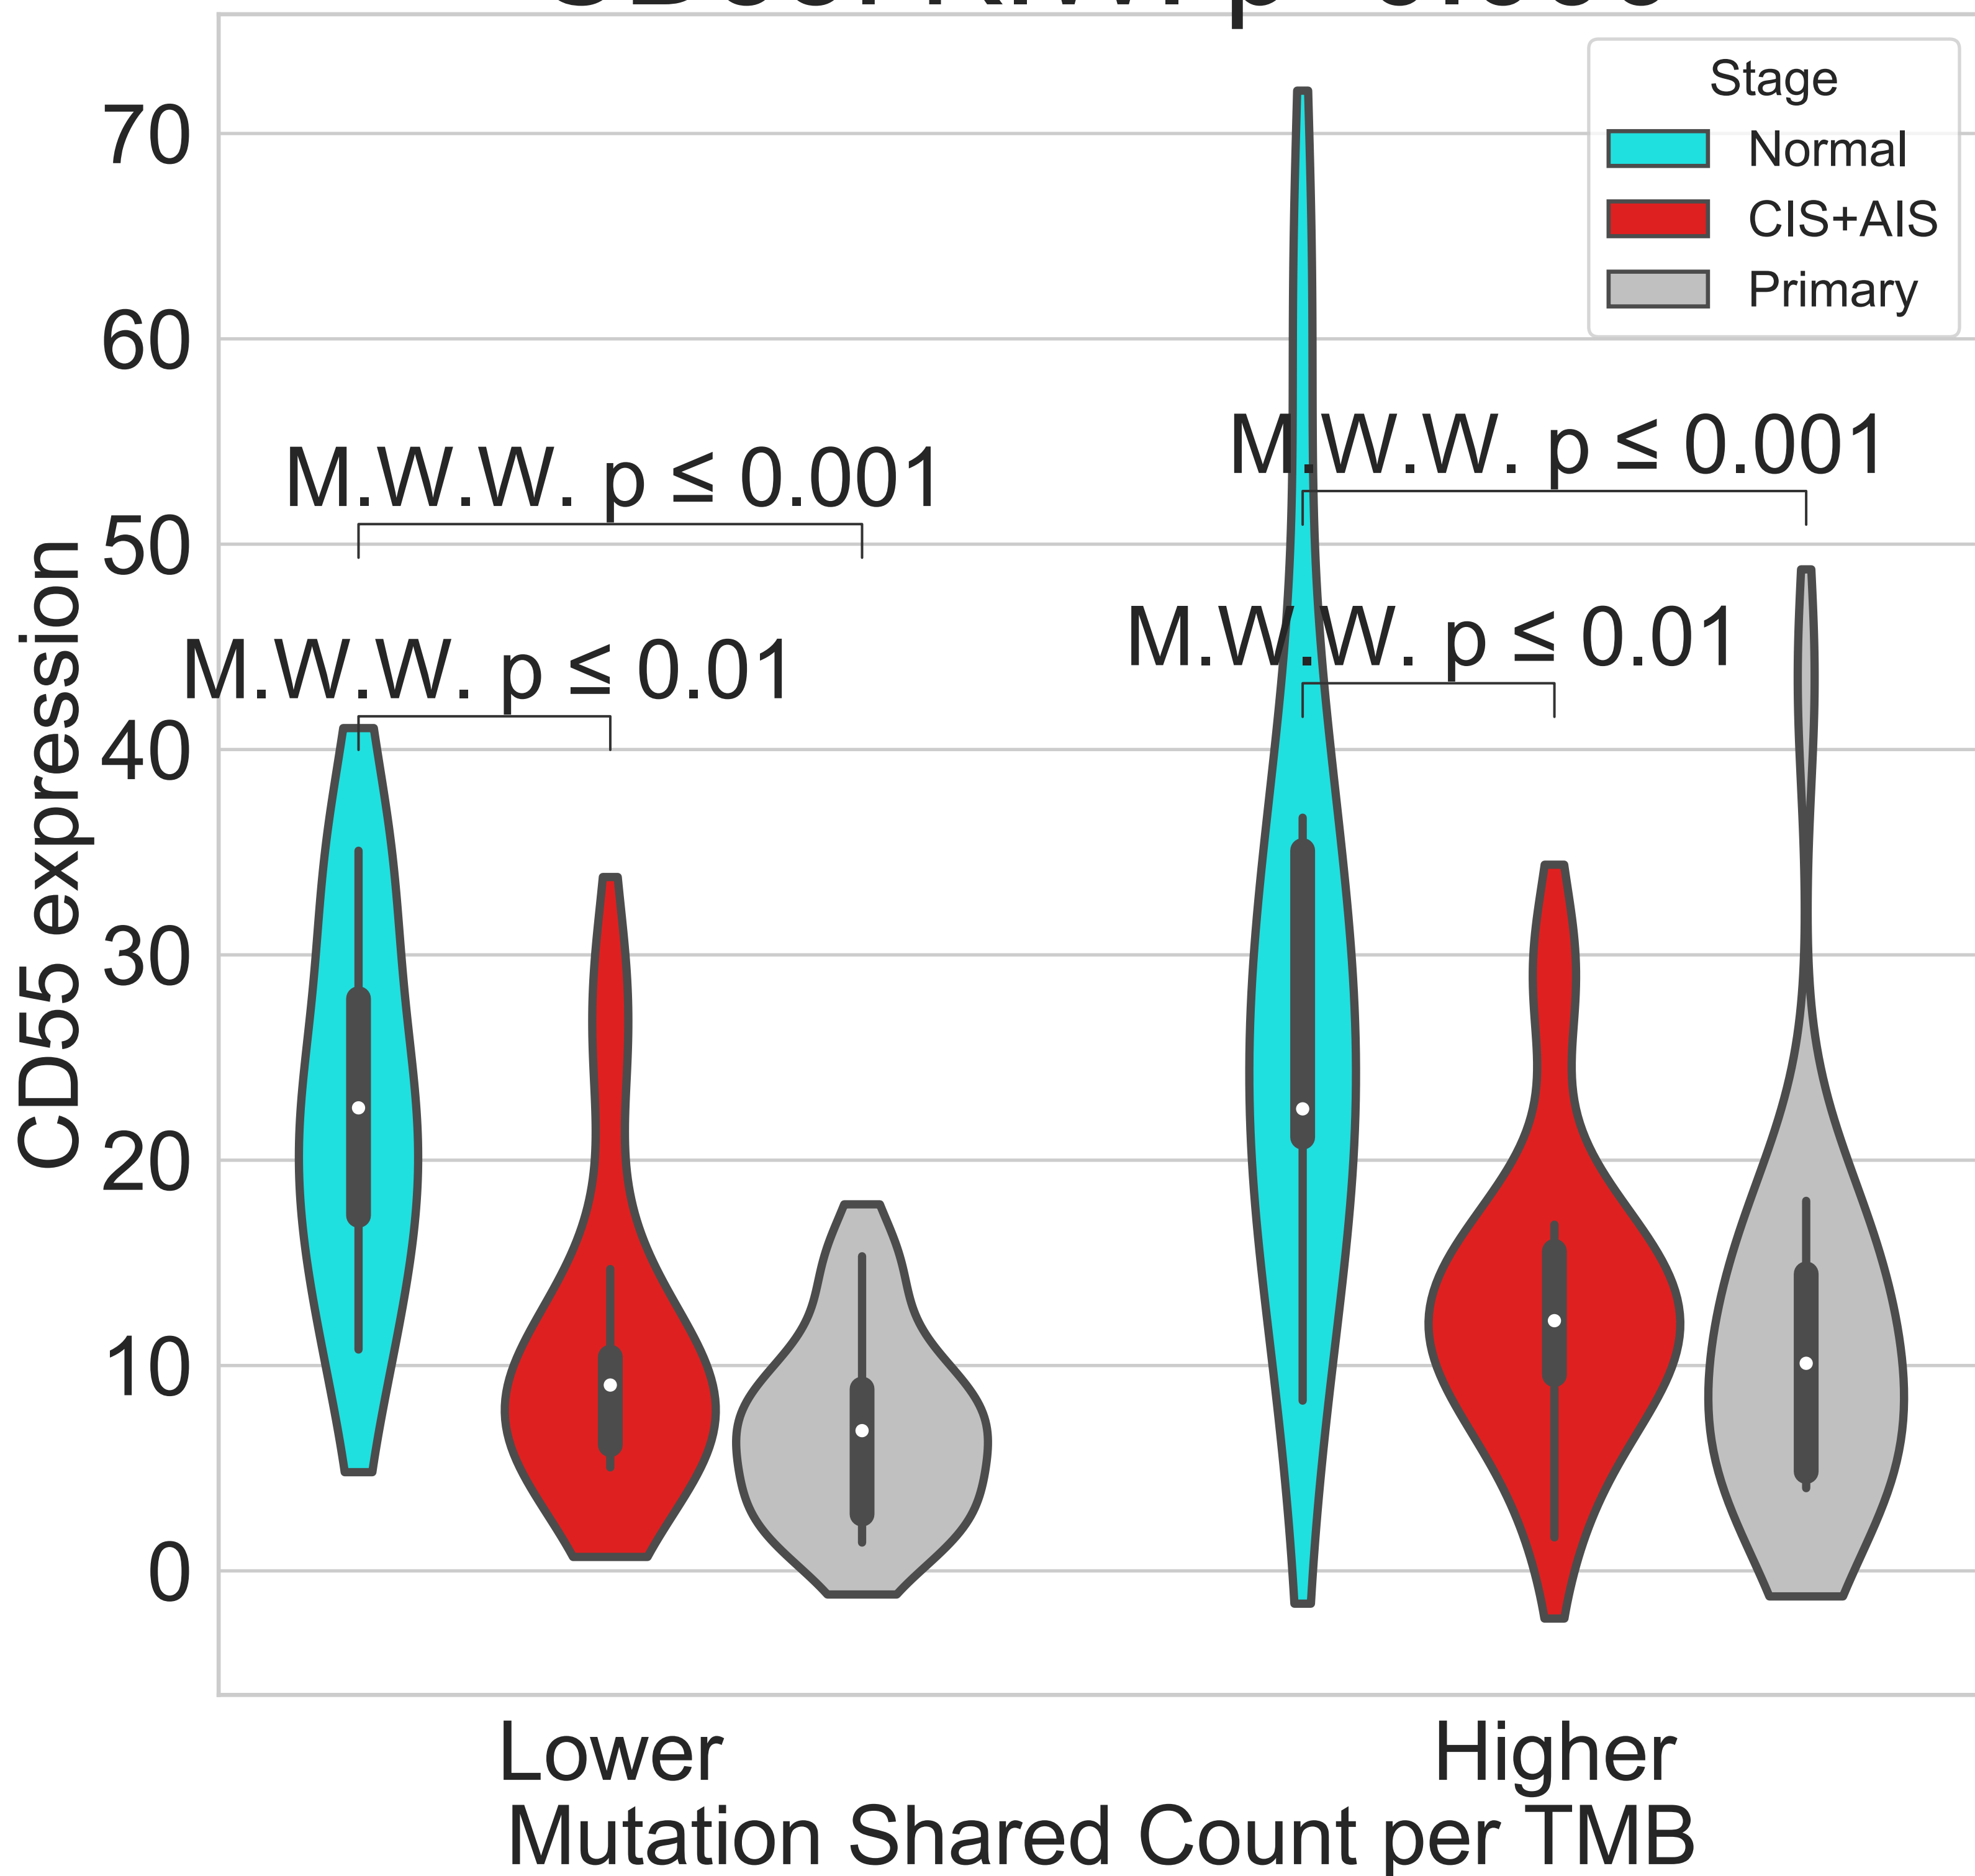 Stage
Normal
CIS+AIS
Primary
70
60
50
40
30
20
10
0
CD55 expression
M.W.W. p ≤ 0.001
M.W.W. p ≤ 0.01
M.W.W. p ≤ 0.001
M.W.W. p ≤ 0.01
Lower
Higher
Mutation Shared Count per TMB